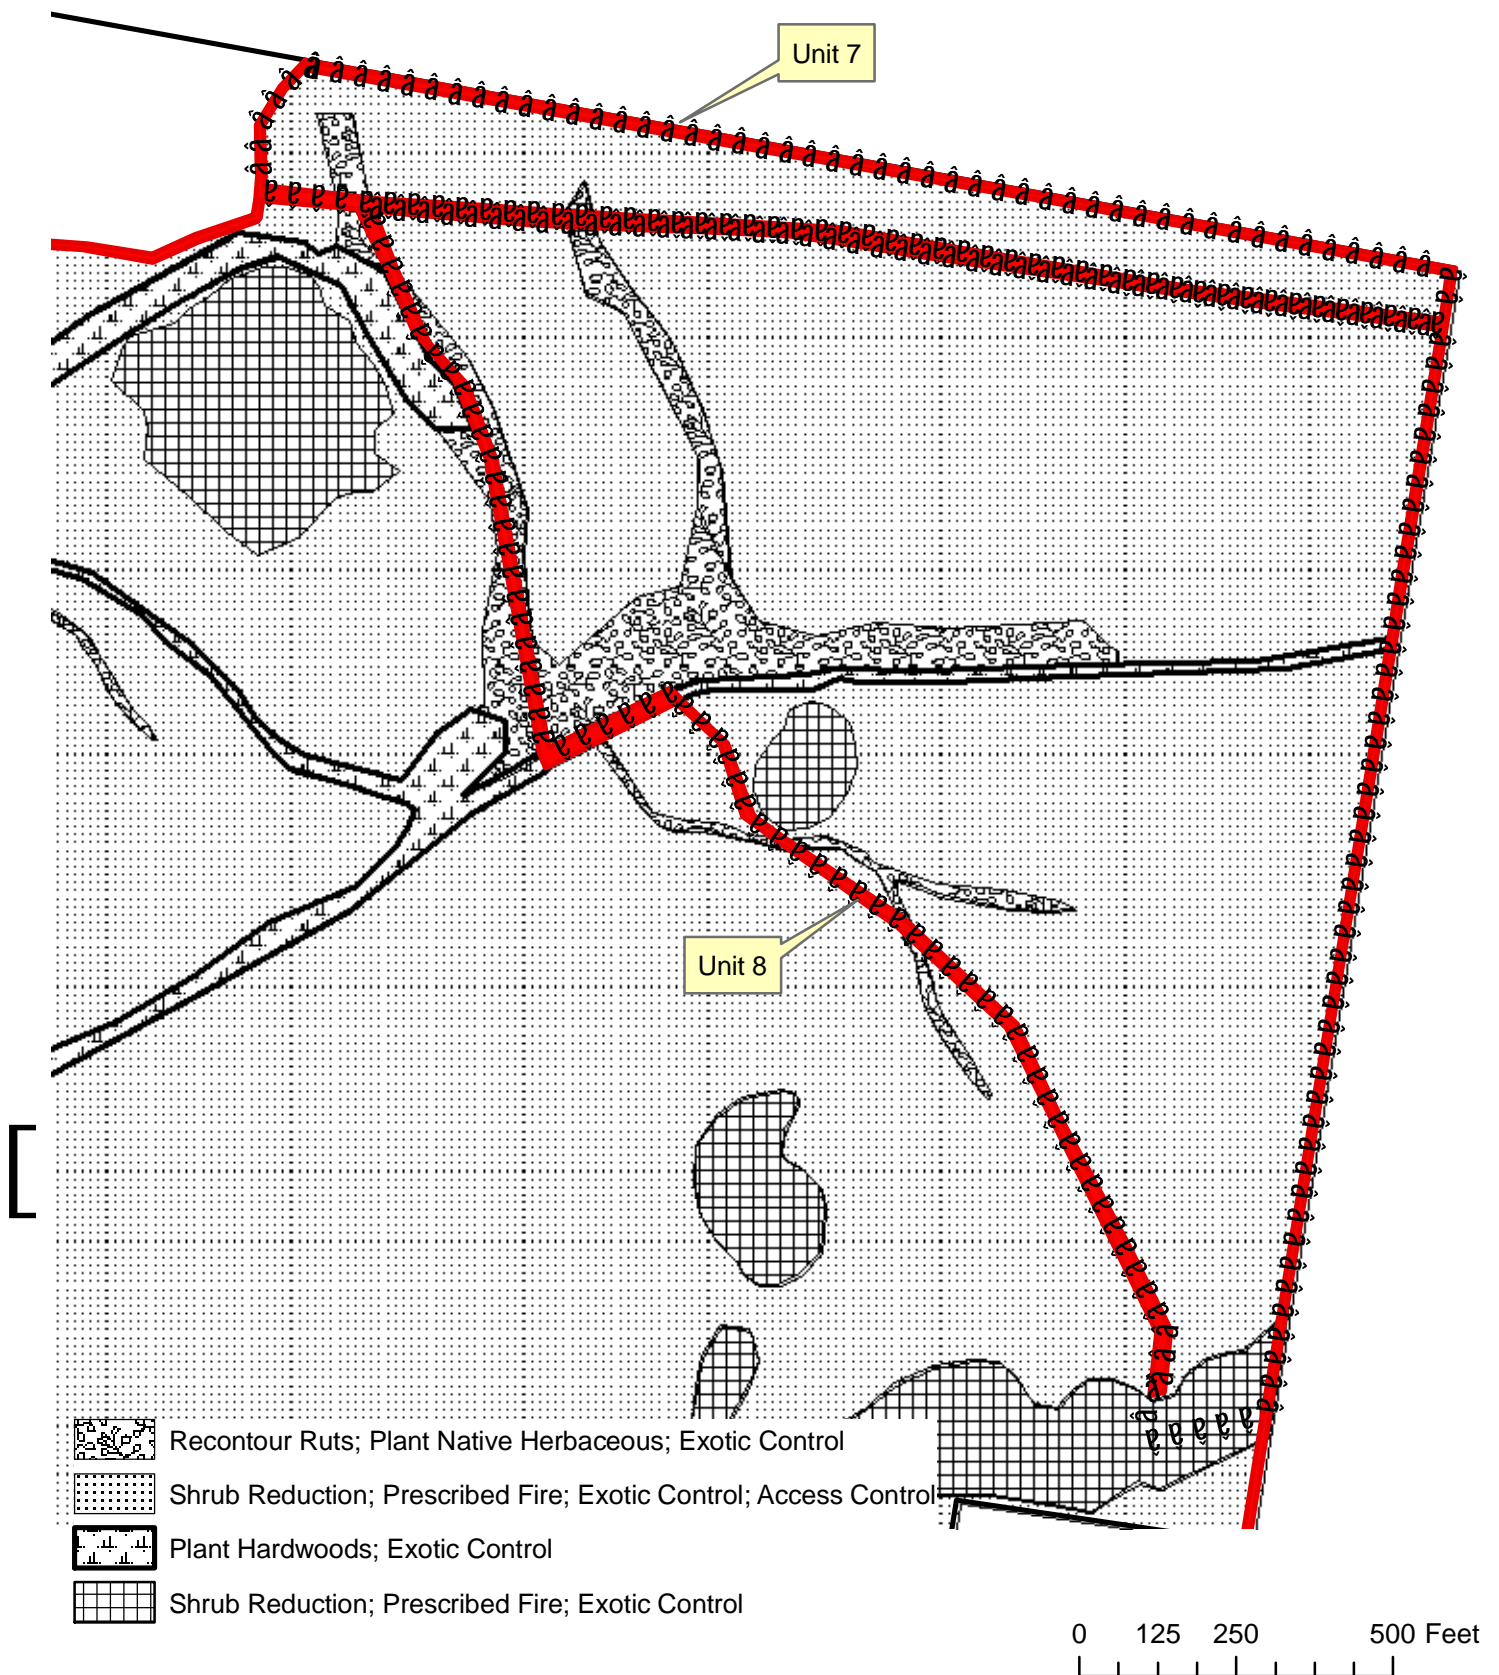 Unit 7
Unit 8
Recontour Ruts; Plant Native Herbaceous; Exotic Control
Shrub Reduction; Prescribed Fire; Exotic Control; Access Control
Plant Hardwoods; Exotic Control
Shrub Reduction; Prescribed Fire; Exotic Control
0 125 250 500 Feet